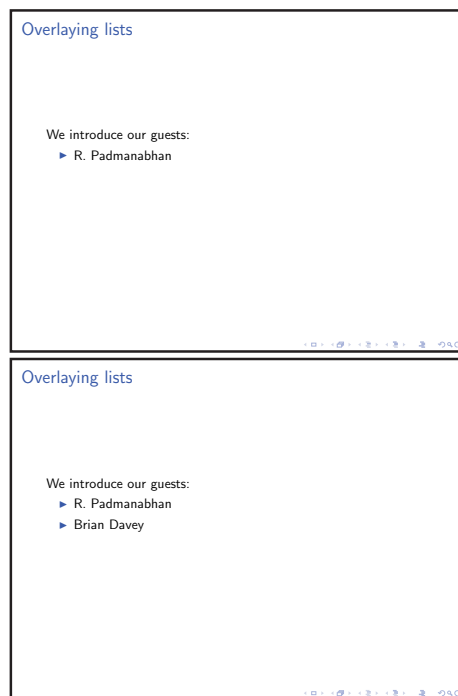 Overlaying lists
We introduce our guests:
R. Padmanabhan
Overlaying lists
We introduce our guests:
R. Padmanabhan
Brian Davey